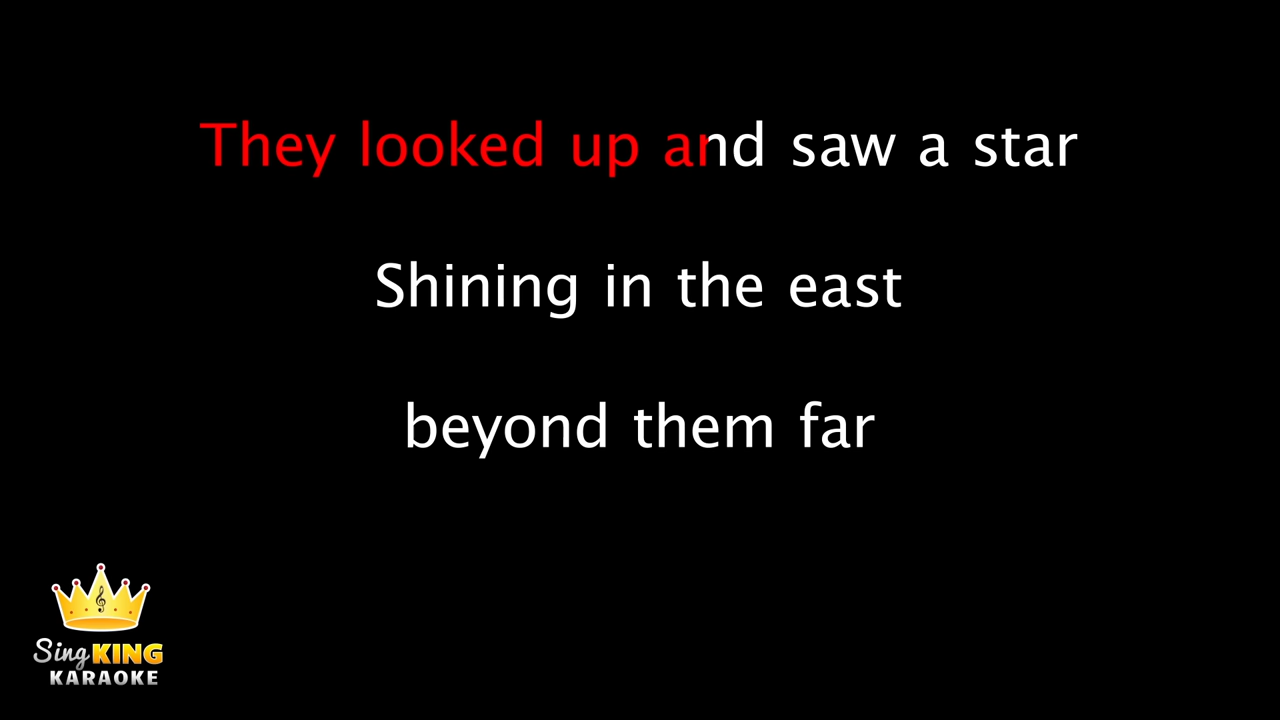 They looked up and saw a star
Shining in the east
beyond them far
Sing KING
KARAOKE